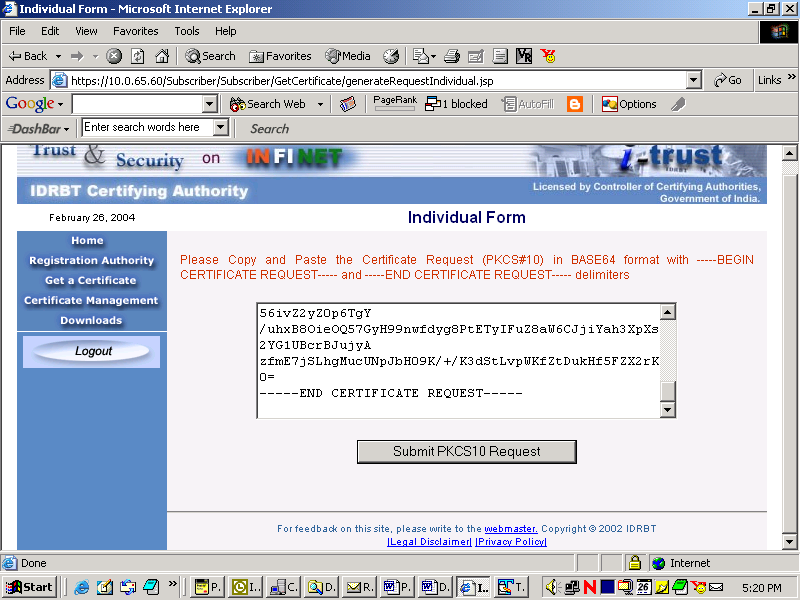 Individual Form - Microsoft Internet Explorer
File Edit View Favorites Tools Help
Back Search Favorites Media
Address https://10.0.65.60/Subscriber/Subscriber/GetCertificate/generateRequestIndividual.jsp Go Links »
Google Search Web PageRank 1 blocked AutoFill Options
DashBar Enter search words here Search
Trust & Security on INFINET i-trust
IDRBT Certifying Authority
Licensed by Controller of Certifying Authorities,
Government of India.
February 26, 2004
Individual Form
Home
Registration Authority
Get a Certificate
Certificate Management
Downloads
Logout
Please Copy and Paste the Certificate Request (PKCS#10) in BASE64 format with -----BEGIN
CERTIFICATE REQUEST----- and -----END CERTIFICATE REQUEST----- delimiters
56ivZ2yZOp6TgY
/uhxB8OieOQ57GyH99nwfdyg8PtETyIFuZ8aW6CJjiYah3XpXs
2YG1UBcrBJujyA
zfmE7jSLhgMucUNpJbHO9K/+/K3dStLvpWKfZtDukHf5FZX2rK
0=
-----END CERTIFICATE REQUEST-----
Submit PKCS10 Request
For feedback on this site, please write to the webmaster. Copyright © 2002 IDRBT
|Legal Disclaimer| |Privacy Policy|
Done Internet
Start » P. I.. C. D. R. P. D. I.. T. 26 5:20 PM